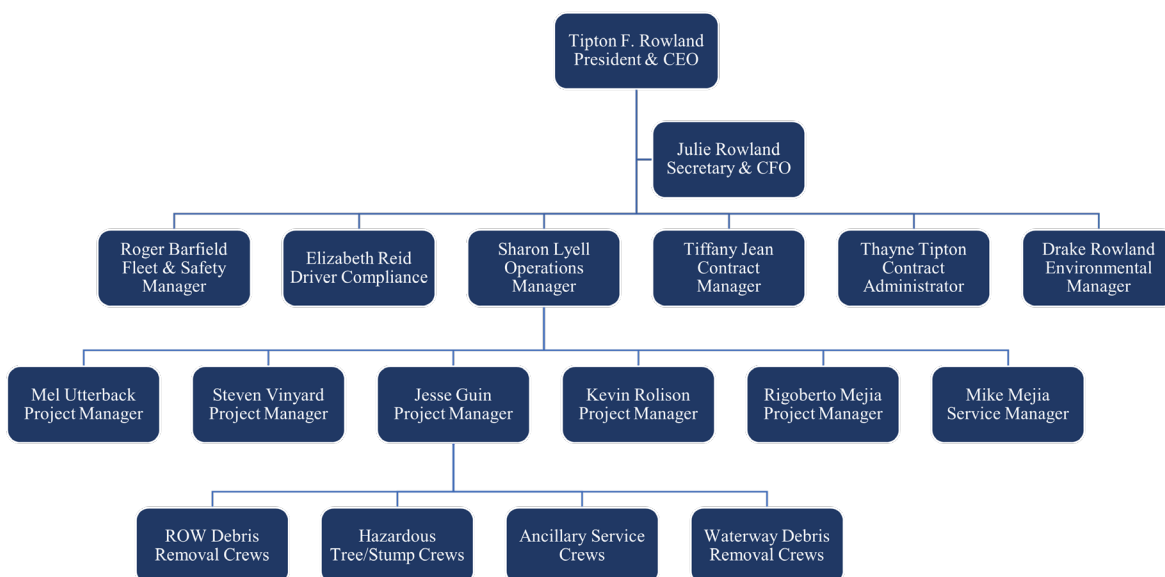 Tipton F. Rowland
President & CEO
Julie Rowland
Secretary & CFO
Roger Barfield
Fleet & Safety
Manager
Elizabeth Reid
Driver Compliance
Sharon Lyell
Operations
Manager
Tiffany Jean
Contract
Manager
Thayne Tipton
Contract
Administrator
Drake Rowland
Environmental
Manager
Mel Utterback
Project Manager
Steven Vinyard
Project Manager
Jesse Guin
Project Manager
Kevin Rolison
Project Manager
Rigoberto Mejia
Project Manager
Mike Mejia
Service Manager
ROW Debris
Removal Crews
Hazardous
Tree/Stump Crews
Ancillary Service
Crews
Waterway Debris
Removal Crews